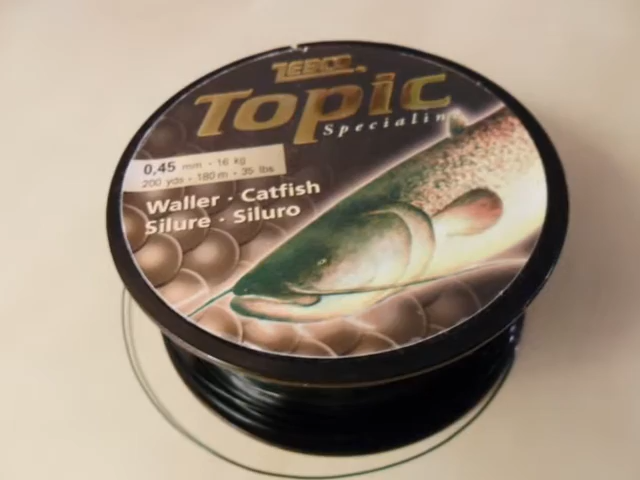 ZEBCO
Topic
Specialin
0,45 mm · 16 kg
200 yds · 180 m · 35 lbs
Waller · Catfish
Silure · Siluro